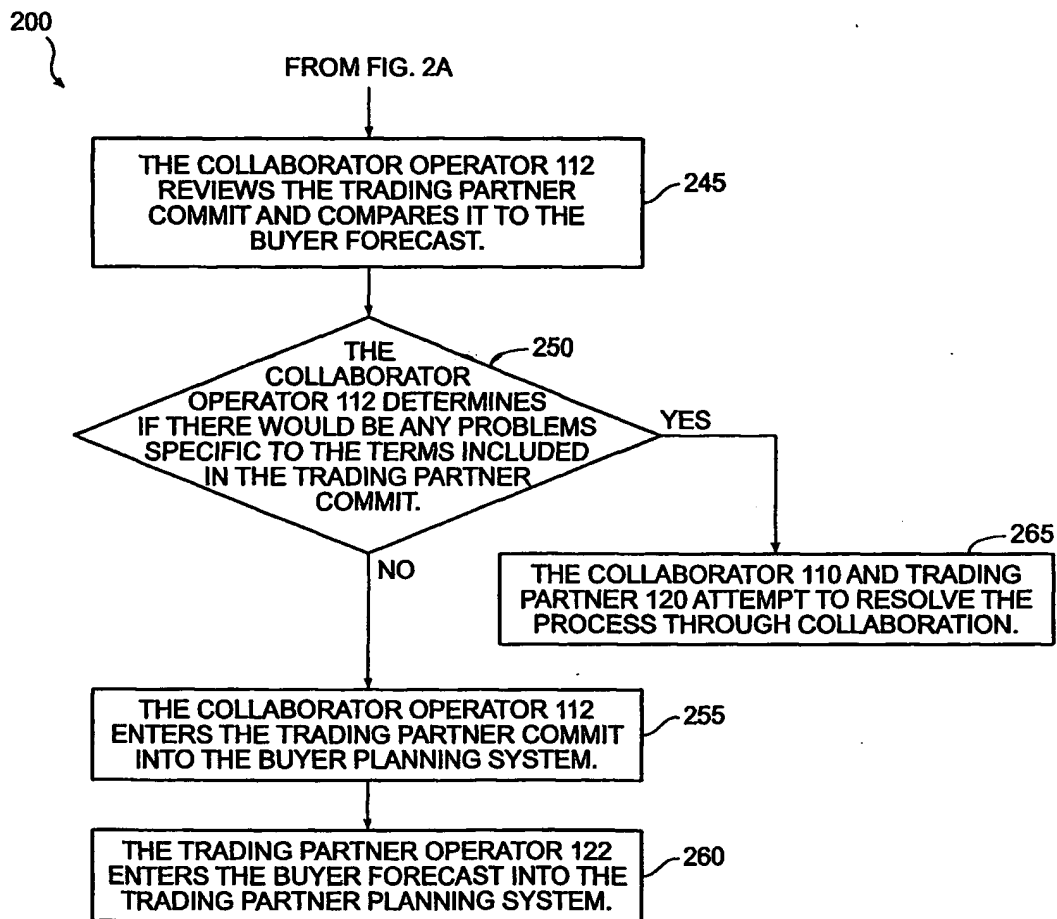 200
FROM FIG. 2A
THE COLLABORATOR OPERATOR 112
REVIEWS THE TRADING PARTNER
COMMIT AND COMPARES IT TO THE
BUYER FORECAST.
245
THE
COLLABORATOR
OPERATOR 112 DETERMINES
IF THERE WOULD BE ANY PROBLEMS
SPECIFIC TO THE TERMS INCLUDED
IN THE TRADING PARTNER
COMMIT.
250
YES
NO
265
THE COLLABORATOR 110 AND TRADING
PARTNER 120 ATTEMPT TO RESOLVE THE
PROCESS THROUGH COLLABORATION.
THE COLLABORATOR OPERATOR 112
ENTERS THE TRADING PARTNER COMMIT
INTO THE BUYER PLANNING SYSTEM.
255
THE TRADING PARTNER OPERATOR 122
ENTERS THE BUYER FORECAST INTO THE
TRADING PARTNER PLANNING SYSTEM.
260